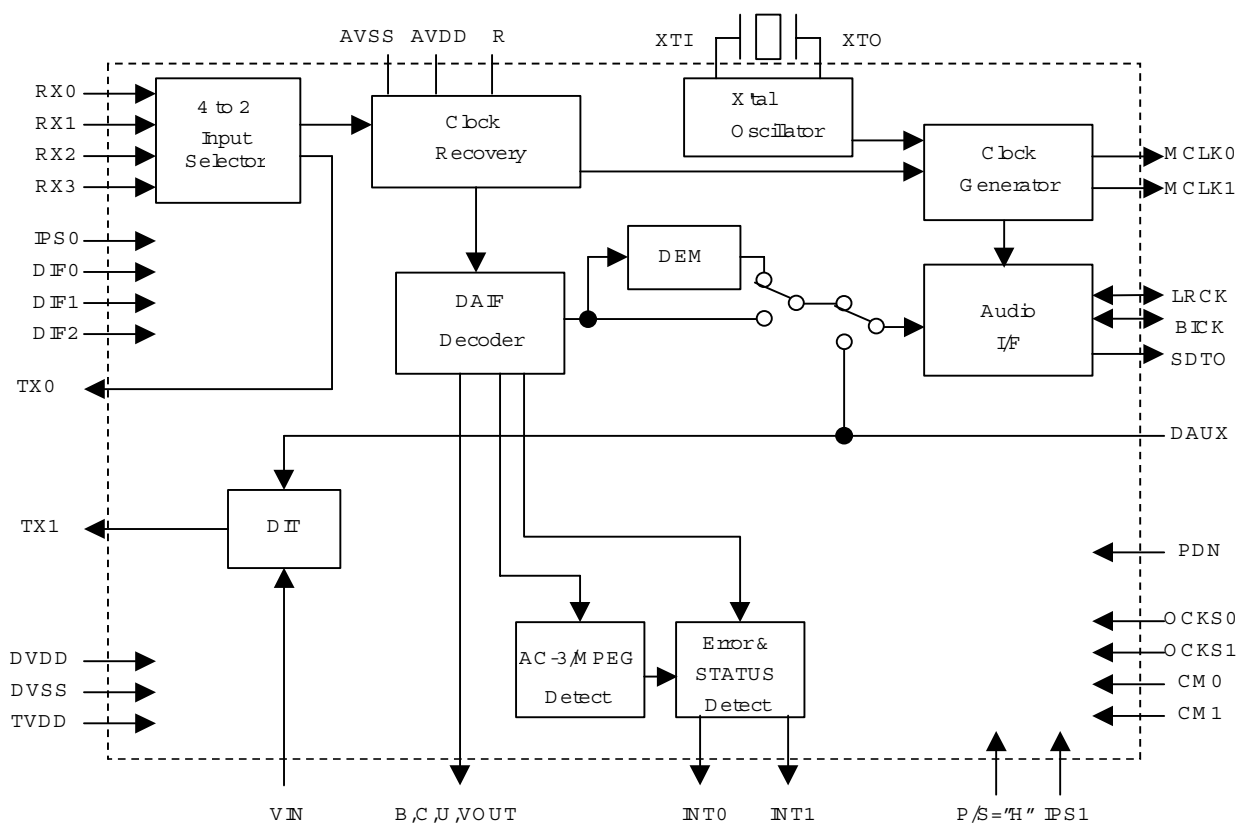 AVSS AVDD R
XTI XTO
RX0
RX1
RX2
RX3
4 to 2
Input
Selector
Clock
Recovery
X'tal
Oscillator
Clock
Generator
MCLK0
MCLK1
IPS0
DIF0
DIF1
DIF2
DAIF
Decoder
DEM
Audio
I/F
LRCK
BICK
SDTO
TX0
DAUX
TX1
DIT
PDN
OCKS0
OCKS1
CM0
CM1
DVDD
DVSS
TVDD
AC-3/MPEG
Detect
Error &
STATUS
Detect
VIN
B,C,U,VOUT
INT0
INT1
P/S="H"
IPS1